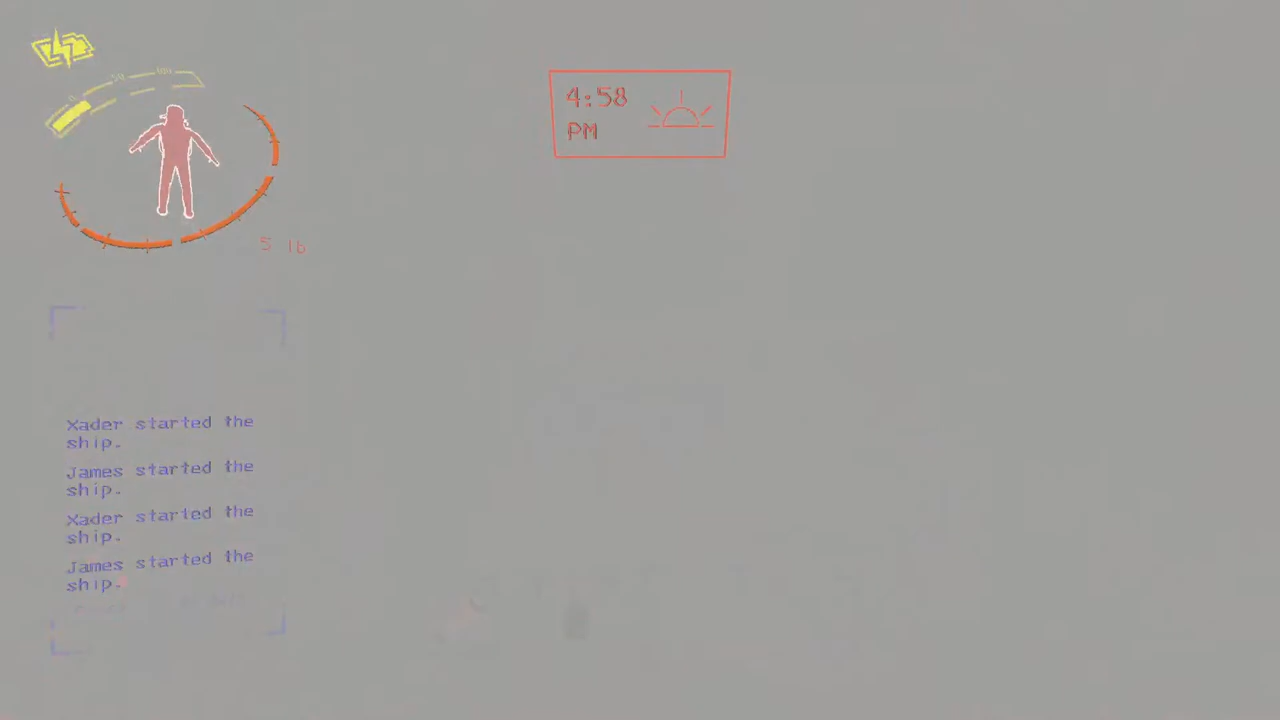 4:58
PM
5 lb
Xader started the
ship.
James started the
ship.
Xader started the
ship.
James started the
ship.